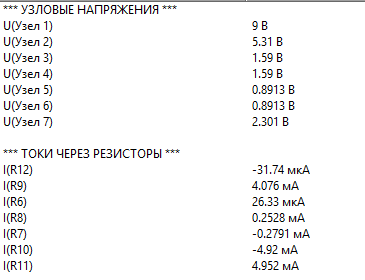 *** УЗЛОВЫЕ НАПРЯЖЕНИЯ ***
U(Узел 1) 9 В
U(Узел 2) 5.31 В
U(Узел 3) 1.59 В
U(Узел 4) 1.59 В
U(Узел 5) 0.8913 В
U(Узел 6) 0.8913 В
U(Узел 7) 2.301 В
*** ТОКИ ЧЕРЕЗ РЕЗИСТОРЫ ***
I(R12) -31.74 мкА
I(R9) 4.076 мА
I(R6) 26.33 мкА
I(R8) 0.2528 мА
I(R7) -0.2791 мА
I(R10) -4.92 мА
I(R11) 4.952 мА